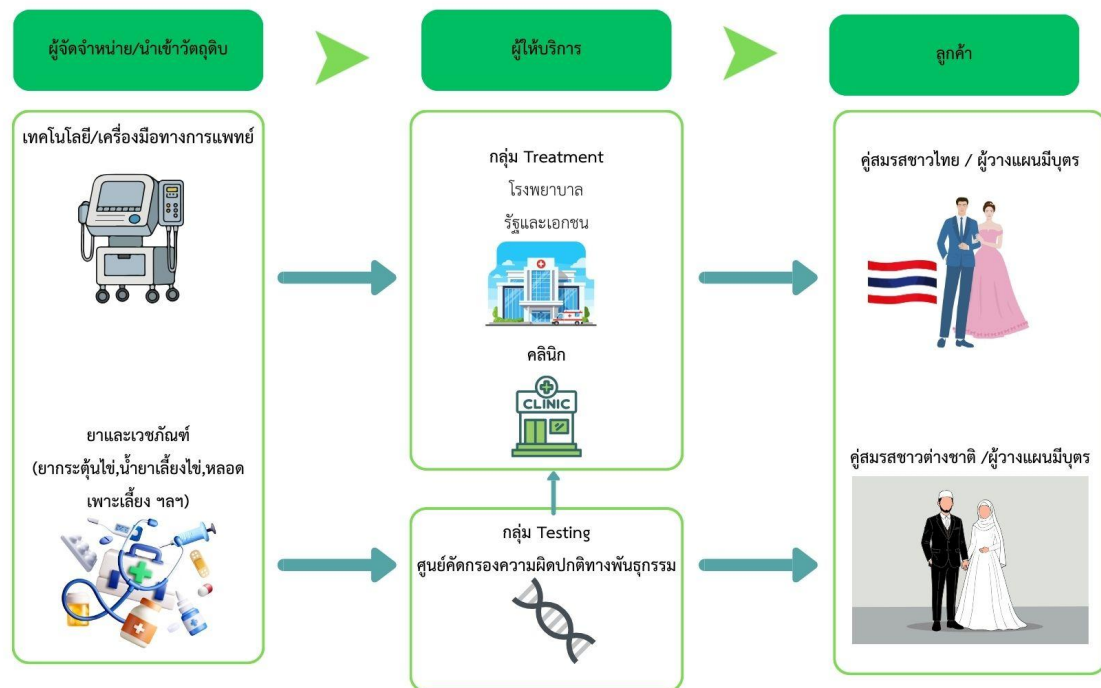 ผู้จัดจำหน่าย/นำเข้าวัตถุดิบ
ผู้ให้บริการ
ลูกค้า
เทคโนโลยี/เครื่องมือทางการแพทย์
ยาและเวชภัณฑ์
(ยากระตุ้นไข่,น้ำยาเลี้ยงไข่,หลอด
เพาะเลี้ยง ฯลฯ)
กลุ่ม Treatment
โรงพยาบาล
รัฐและเอกชน
คลินิก
CLINIC
กลุ่ม Testing
ศูนย์คัดกรองความผิดปกติทางพันธุกรรม
คู่สมรสชาวไทย / ผู้วางแผนมีบุตร
คู่สมรสชาวต่างชาติ /ผู้วางแผนมีบุตร